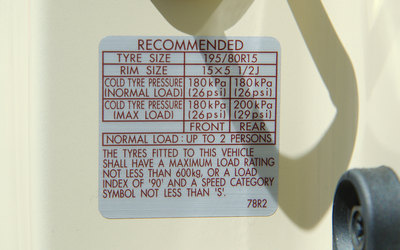 RECOMMENDED
TYRE SIZE 195/80R15
RIM SIZE 15×5 1/2J
COLD TYRE PRESSURE 180kPa 180kPa
(NORMAL LOAD) (26psi) (26psi)
COLD TYRE PRESSURE 180kPa 200kPa
(MAX LOAD) (26psi) (29psi)
FRONT REAR
NORMAL LOAD : UP TO 2 PERSONS
THE TYRES FITTED TO THIS VEHICLE
SHALL HAVE A MAXIMUM LOAD RATING
NOT LESS THAN 600kg, OR A LOAD
INDEX OF '90' AND A SPEED CATEGORY
SYMBOL NOT LESS THAN 'S'.
78R2